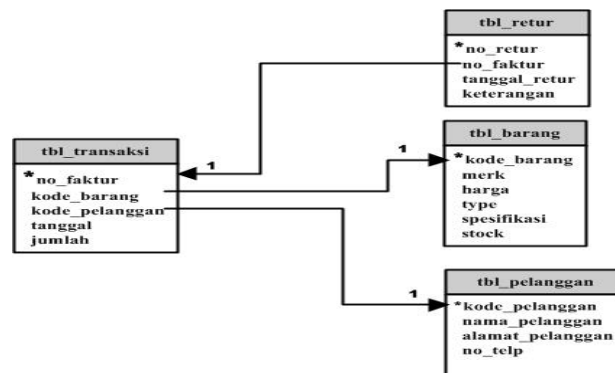 tbl_retur
*no_retur
no_faktur
tanggal_retur
keterangan
tbl_transaksi
*no_faktur
kode_barang
kode_pelanggan
tanggal
jumlah
1
1
tbl_barang
*kode_barang
merk
harga
type
spesifikasi
stock
1
tbl_pelanggan
*kode_pelanggan
nama_pelanggan
alamat_pelanggan
no_telp